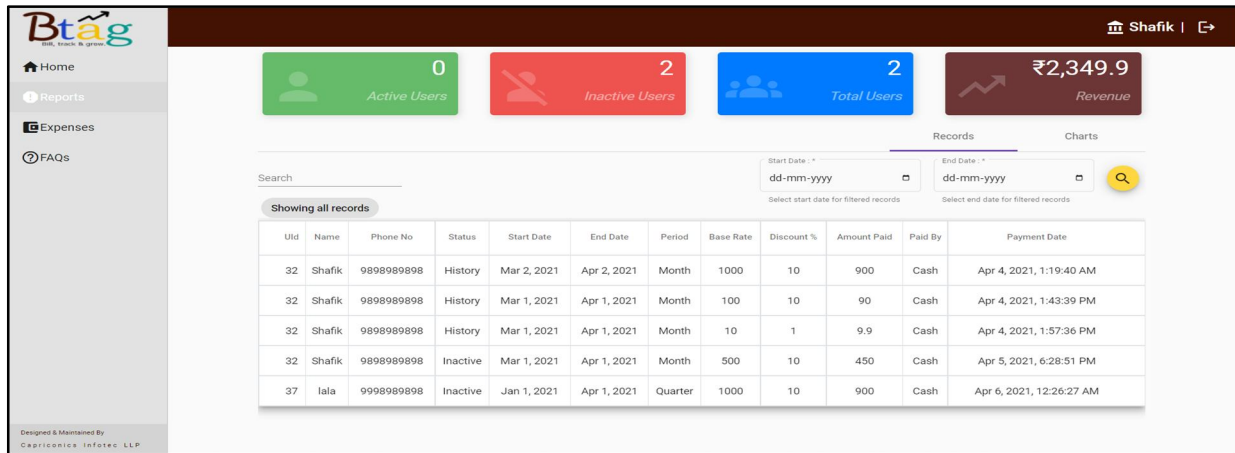 Btag
Bill, track & grow.
Shafik |
Home
Reports
Expenses
FAQs
0
Active Users
2
Inactive Users
2
Total Users
₹2,349.9
Revenue
Records Charts
Search
Start Date : *
dd-mm-yyyy
Select start date for filtered records
End Date : *
dd-mm-yyyy
Select end date for filtered records
Showing all records
UId Name Phone No Status Start Date End Date Period Base Rate Discount % Amount Paid Paid By Payment Date
32 Shafik 9898989898 History Mar 2, 2021 Apr 2, 2021 Month 1000 10 900 Cash Apr 4, 2021, 1:19:40 AM
32 Shafik 9898989898 History Mar 1, 2021 Apr 1, 2021 Month 100 10 90 Cash Apr 4, 2021, 1:43:39 PM
32 Shafik 9898989898 History Mar 1, 2021 Apr 1, 2021 Month 10 1 9.9 Cash Apr 4, 2021, 1:57:36 PM
32 Shafik 9898989898 Inactive Mar 1, 2021 Apr 1, 2021 Month 500 10 450 Cash Apr 5, 2021, 6:28:51 PM
37 lala 9998989898 Inactive Jan 1, 2021 Apr 1, 2021 Quarter 1000 10 900 Cash Apr 6, 2021, 12:26:27 AM
Designed & Maintained By
Capriconics Infotec LLP